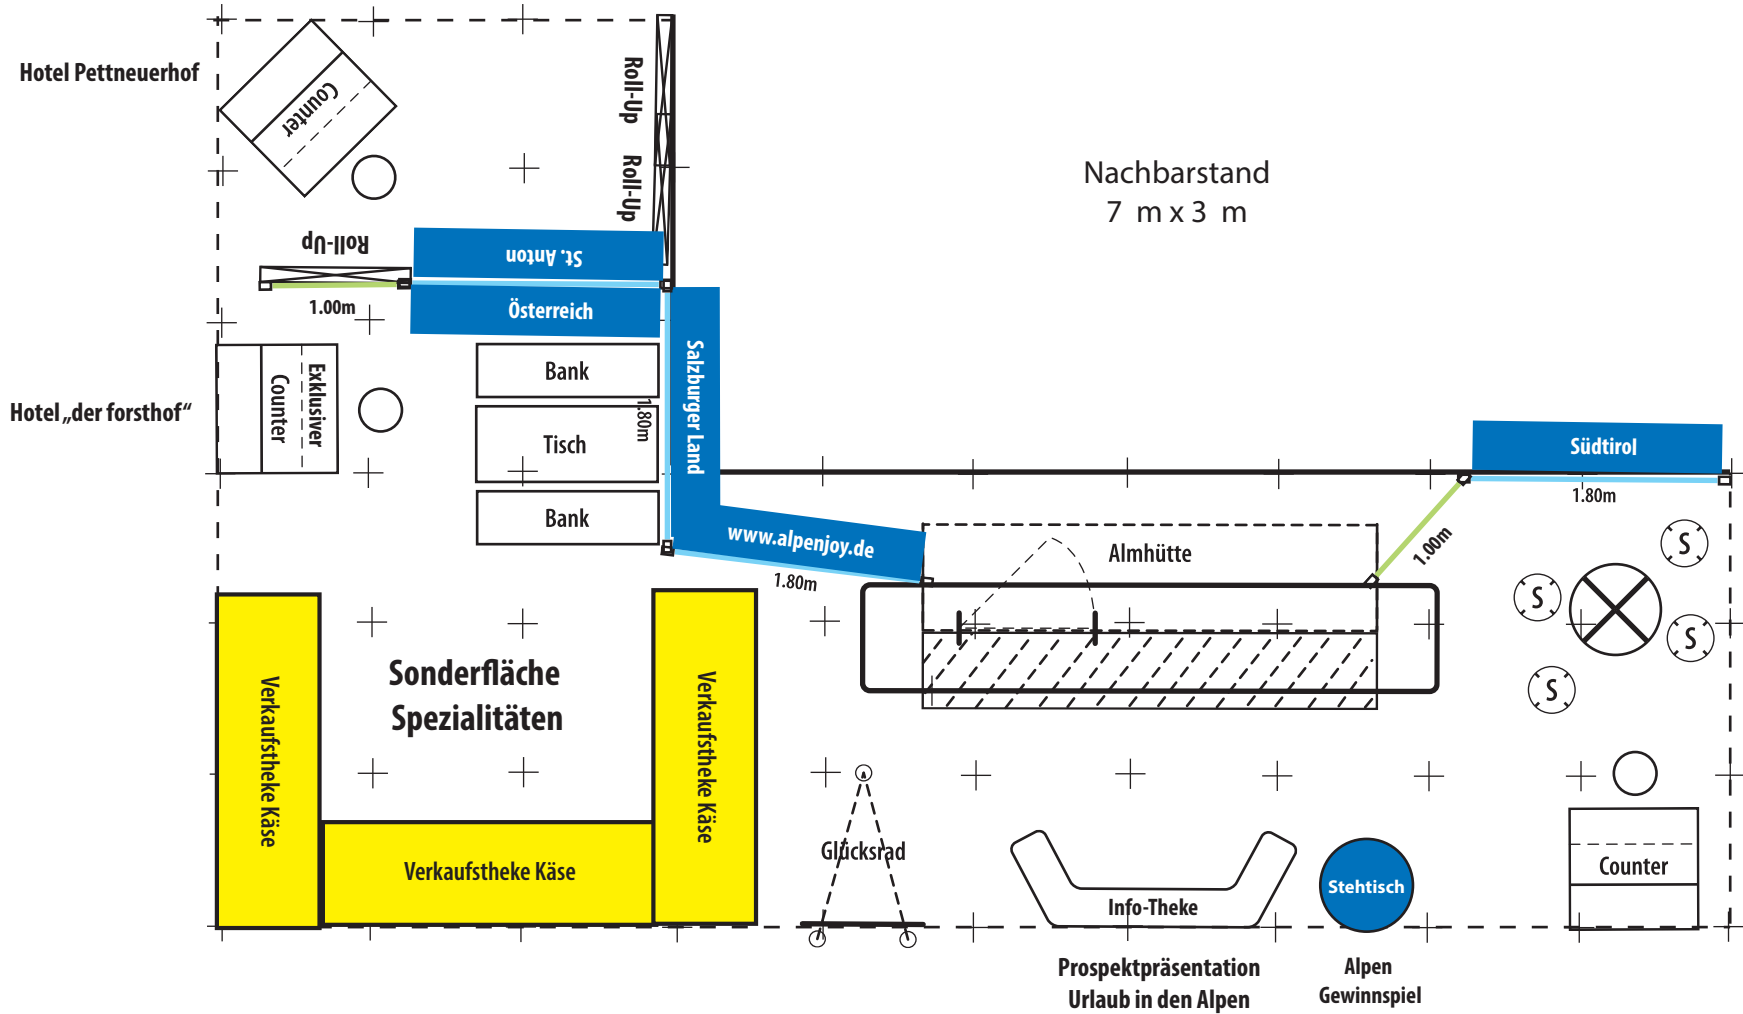 Hotel Pettneuerhof
Counter
Roll-Up
Roll-Up
Nachbarstand
7 m x 3 m
Roll-Up
St. Anton
1.00m
Österreich
Hotel „der forsthof“
Exklusiver
Counter
Bank
Tisch
Bank
1.80m
Salzburger Land
www.alpenjoy.de
1.80m
Almhütte
1.00m
Südtirol
1.80m
S
S
S
S
Sonderfläche
Spezialitäten
Verkaufstheke Käse
Verkaufstheke Käse
Verkaufstheke Käse
Glücksrad
Info-Theke
Stehtisch
Counter
Prospektpräsentation
Urlaub in den Alpen
Alpen
Gewinnspiel